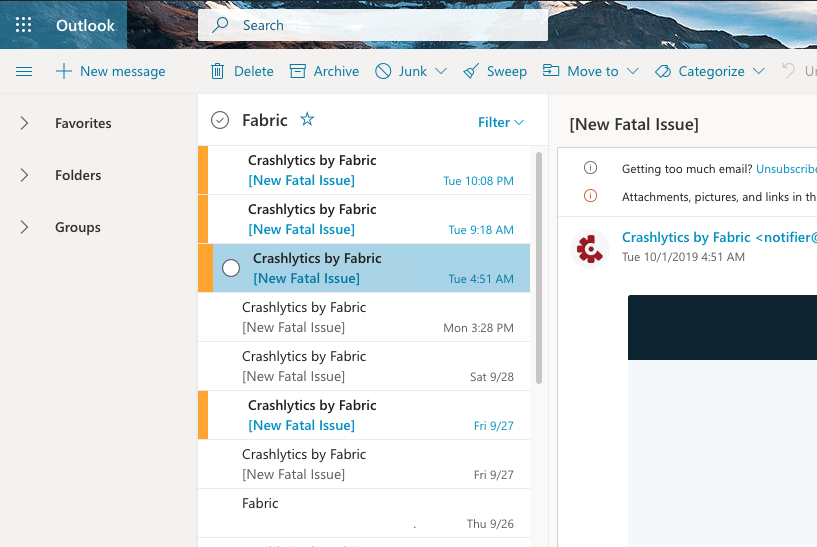 Outlook
Search
New message
Delete
Archive
Junk
Sweep
Move to
Categorize
Favorites
Folders
Groups
Fabric
Filter
Crashlytics by Fabric
[New Fatal Issue] Tue 10:08 PM
Crashlytics by Fabric
[New Fatal Issue] Tue 9:18 AM
Crashlytics by Fabric
[New Fatal Issue] Tue 4:51 AM
Crashlytics by Fabric
[New Fatal Issue] Mon 3:28 PM
Crashlytics by Fabric
[New Fatal Issue] Sat 9/28
Crashlytics by Fabric
[New Fatal Issue] Fri 9/27
Crashlytics by Fabric
[New Fatal Issue] Fri 9/27
Fabric
. Thu 9/26
[New Fatal Issue]
Getting too much email? Unsubscribe
Attachments, pictures, and links in th
Crashlytics by Fabric <notifier@
Tue 10/1/2019 4:51 AM